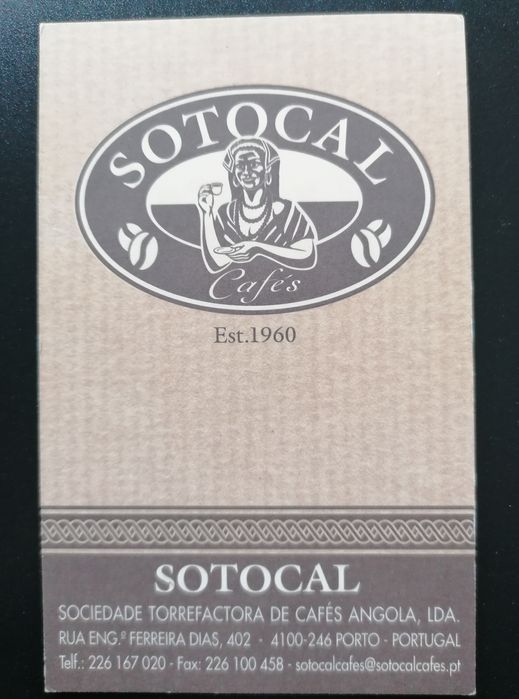 SOTOCAL
Cafés
Est.1960
SOTOCAL
SOCIEDADE TORREFACTORA DE CAFÉS ANGOLA, LDA.
RUA ENG.º FERREIRA DIAS, 402 - 4100-246 PORTO - PORTUGAL
Telf.: 226 167 020 - Fax: 226 100 458 - sotocalcafes@sotocalcafes.pt